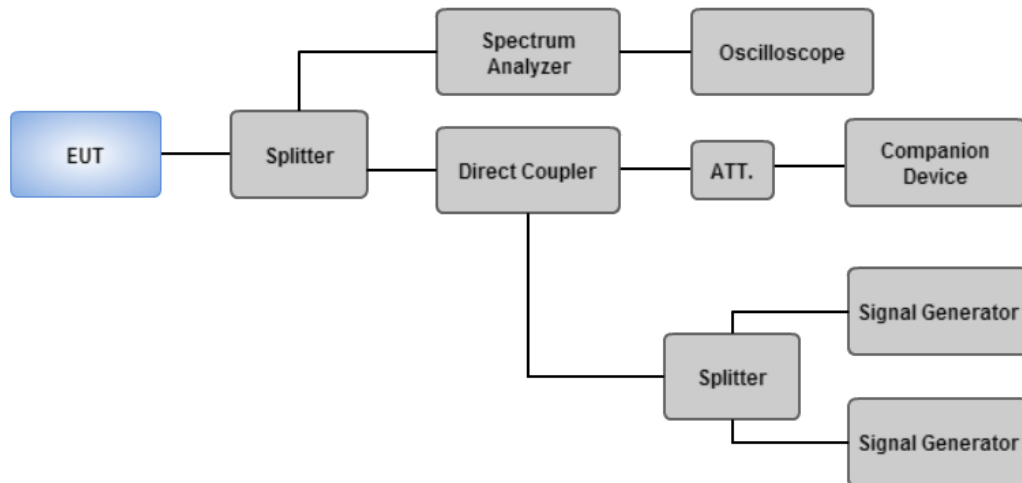 Spectrum
Analyzer
Oscilloscope
EUT
Splitter
Direct Coupler
ATT.
Companion
Device
Signal Generator
Splitter
Signal Generator